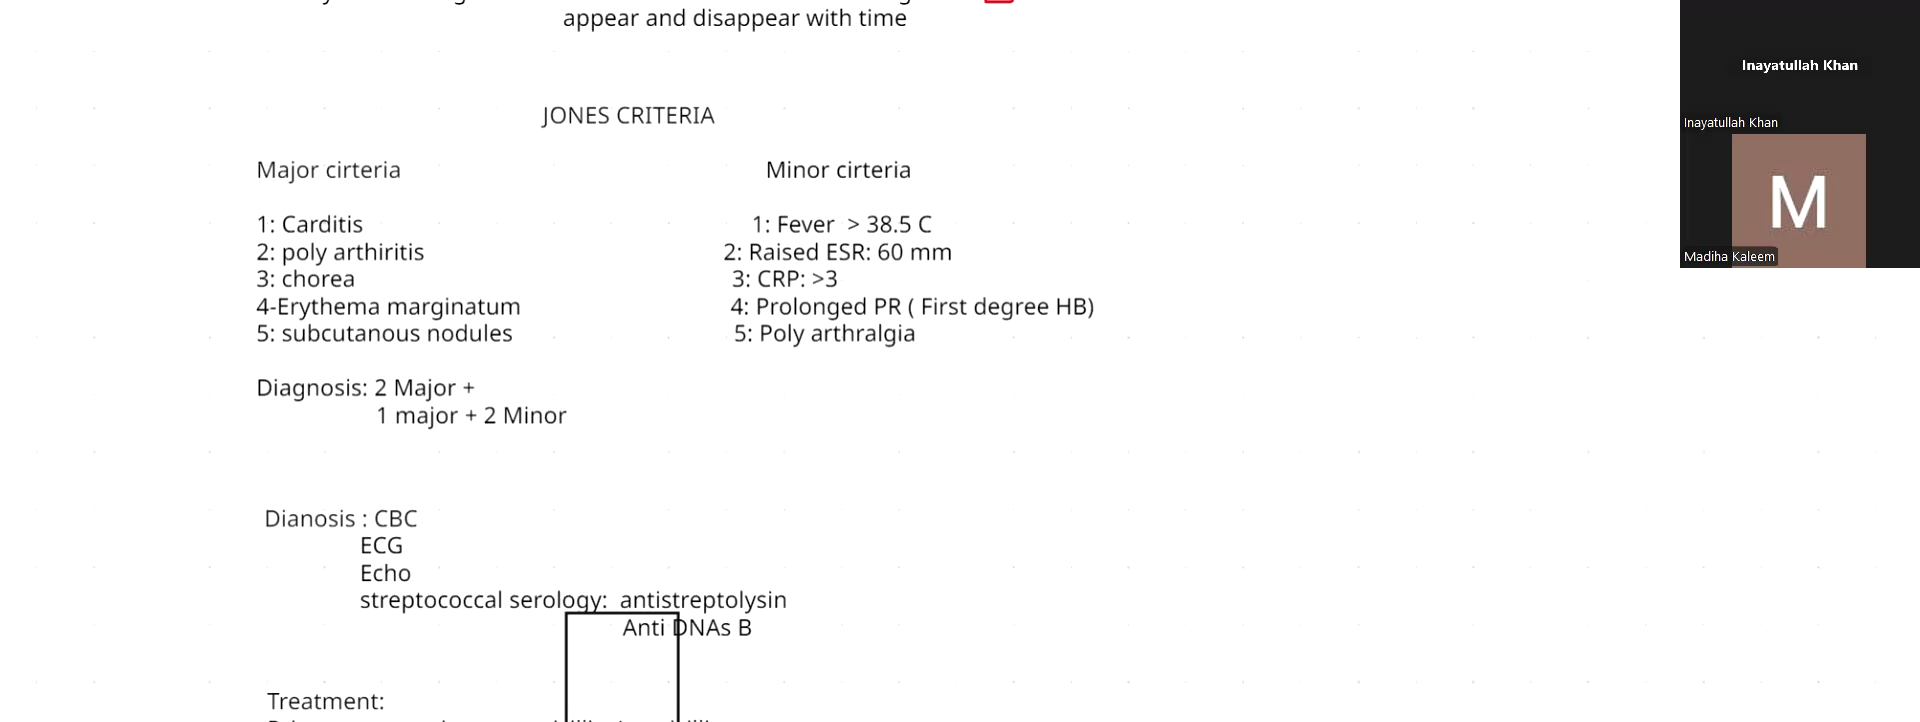 appear and disappear with time
JONES CRITERIA
Major cirteria
Minor cirteria
1: Carditis
2: poly arthiritis
3: chorea
4-Erythema marginatum
5: subcutanous nodules
1: Fever > 38.5 C
2: Raised ESR: 60 mm
3: CRP: >3
4: Prolonged PR ( First degree HB)
5: Poly arthralgia
Diagnosis: 2 Major +
1 major + 2 Minor
Dianosis : CBC
ECG
Echo
streptococcal serology: antistreptolysin
Anti DNAs B
Treatment:
Inayatullah Khan
Inayatullah Khan
M
Madiha Kaleem